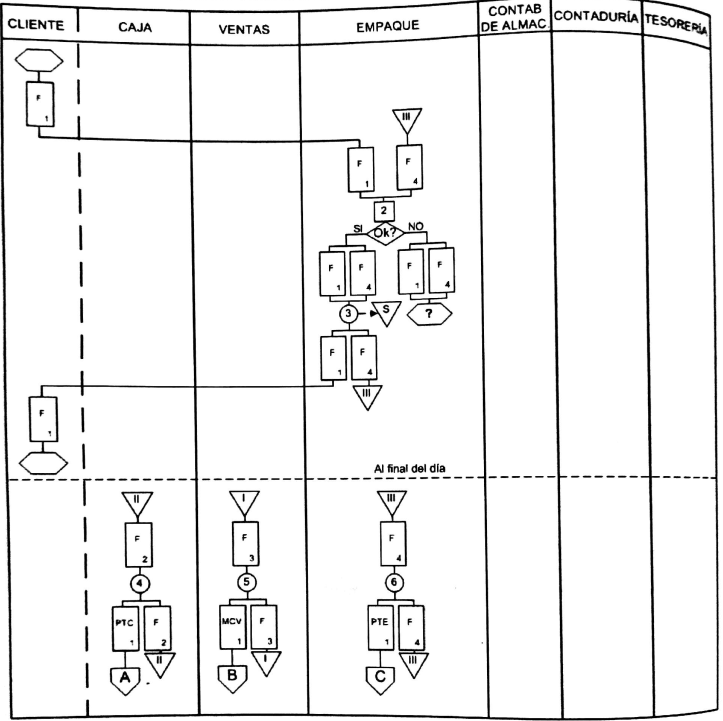 CLIENTE
CAJA
VENTAS
EMPAQUE
CONTAB
DE ALMAC.
CONTADURÍA
TESORERÍA
F
1
III
F
1
F
4
2
SI
Ok?
NO
F
1
F
4
F
1
F
4
3
S
?
F
1
F
4
III
F
1
Al final del día
II
I
III
F
2
F
3
F
4
4
5
6
PTC
1
F
2
MCV
1
F
3
PTE
1
F
4
II
I
III
A
B
C